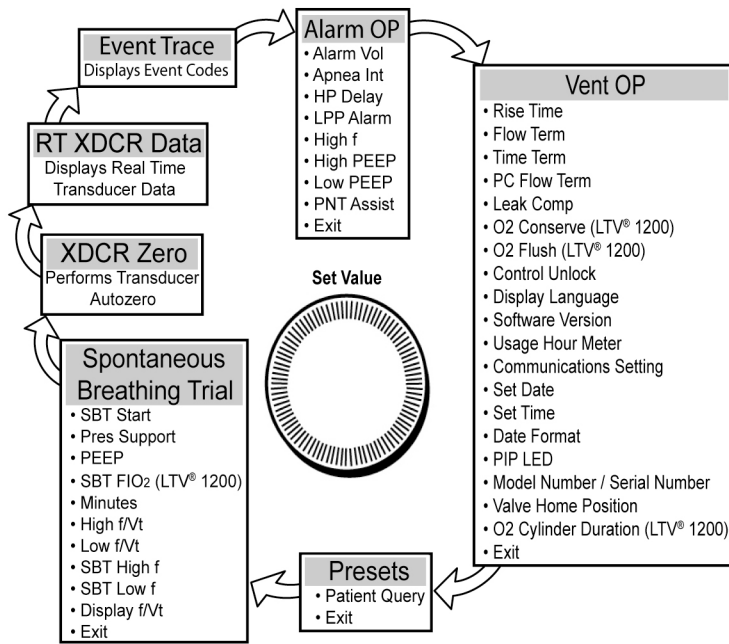 Event Trace
Displays Event Codes
Alarm OP
• Alarm Vol
• Apnea Int
• HP Delay
• LPP Alarm
• High f
• High PEEP
• Low PEEP
• PNT Assist
• Exit
Vent OP
• Rise Time
• Flow Term
• Time Term
• PC Flow Term
• Leak Comp
• O2 Conserve (LTV® 1200)
• O2 Flush (LTV® 1200)
• Control Unlock
• Display Language
• Software Version
• Usage Hour Meter
• Communications Setting
• Set Date
• Set Time
• Date Format
• PIP LED
• Model Number / Serial Number
• Valve Home Position
• O2 Cylinder Duration (LTV® 1200)
• Exit
RT XDCR Data
Displays Real Time
Transducer Data
XDCR Zero
Performs Transducer
Autozero
Set Value
Spontaneous
Breathing Trial
• SBT Start
• Pres Support
• PEEP
• SBT FIO2 (LTV® 1200)
• Minutes
• High f/Vt
• Low f/Vt
• SBT High f
• SBT Low f
• Display f/Vt
• Exit
Presets
• Patient Query
• Exit